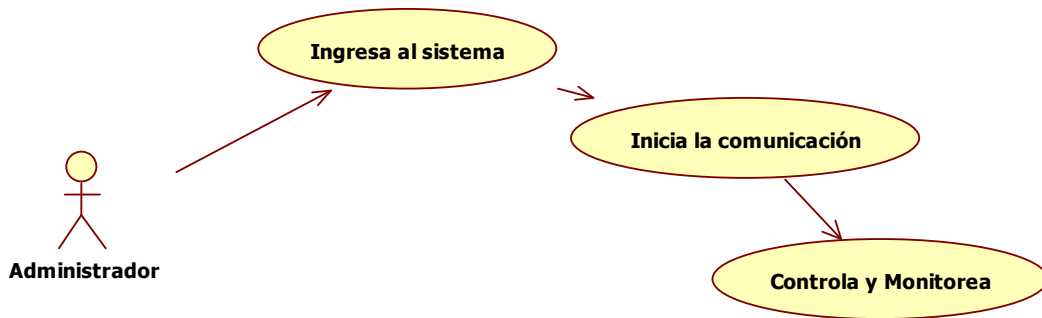 Ingresa al sistema
Inicia la comunicación
Administrador
Controla y Monitorea